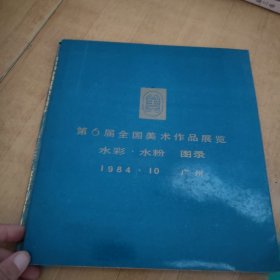 第6届全国美术作品展览
水彩·水粉 图录
1984·10 广州